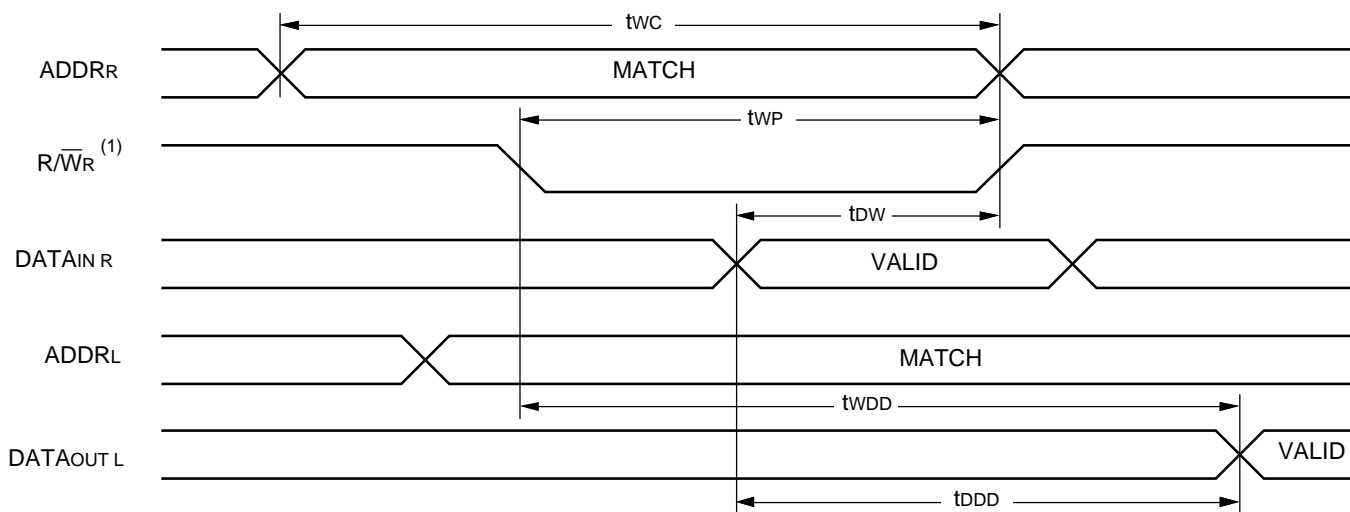 tWC
ADDRR
MATCH
tWP
R/W̅R (1)
tDW
DATAIN R
VALID
ADDRL
MATCH
tWDD
DATAOUT L
VALID
tDDD